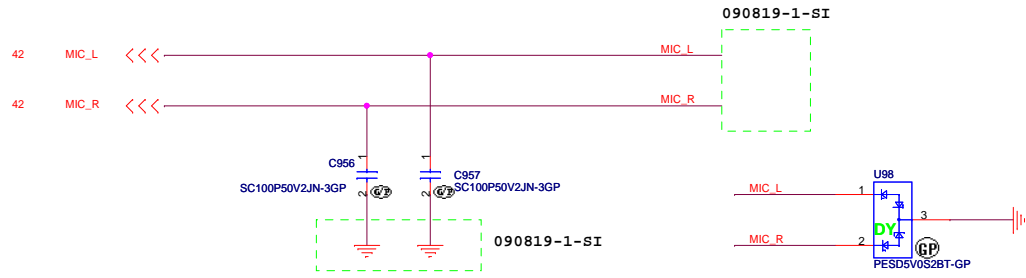 090819-1-SI
42 MIC_L MIC_L
42 MIC_R MIC_R
C956
1
2
SC100P50V2JN-3GP
G/P
1
2
C957
SC100P50V2JN-3GP
G/P
090819-1-SI
U98
MIC_L 1
3
DY
MIC_R 2
GP
PESD5V0S2BT-GP